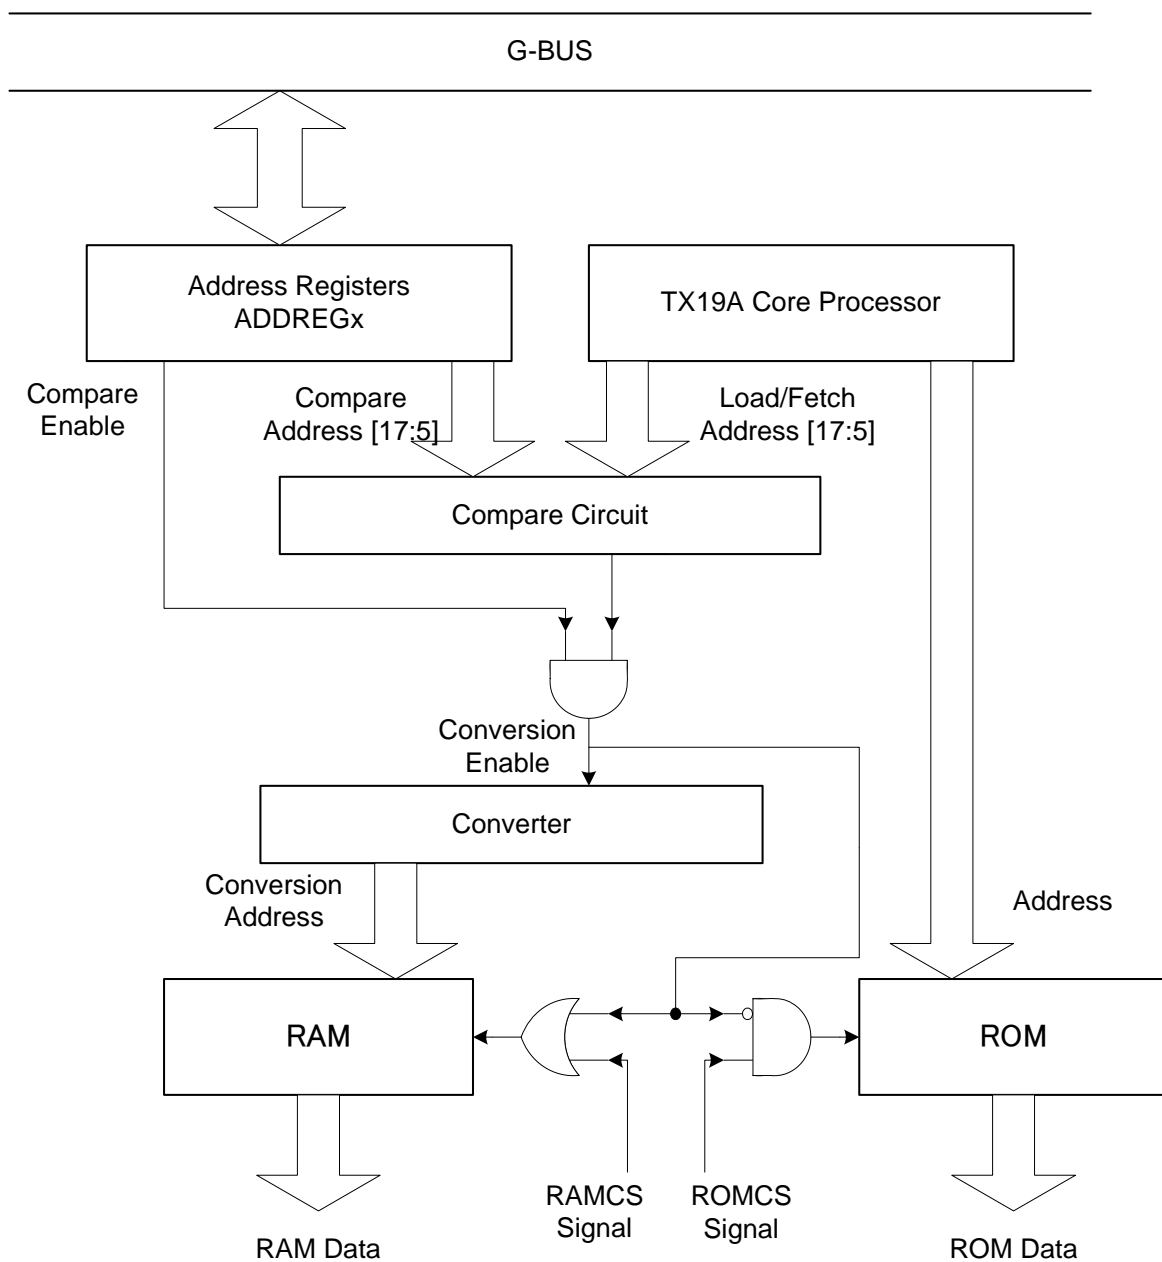 G-BUS
Address Registers
ADDREGx
TX19A Core Processor
Compare
Enable
Compare
Address [17:5]
Load/Fetch
Address [17:5]
Compare Circuit
Conversion
Enable
Converter
Conversion
Address
Address
RAM
ROM
RAMCS
Signal
ROMCS
Signal
RAM Data
ROM Data